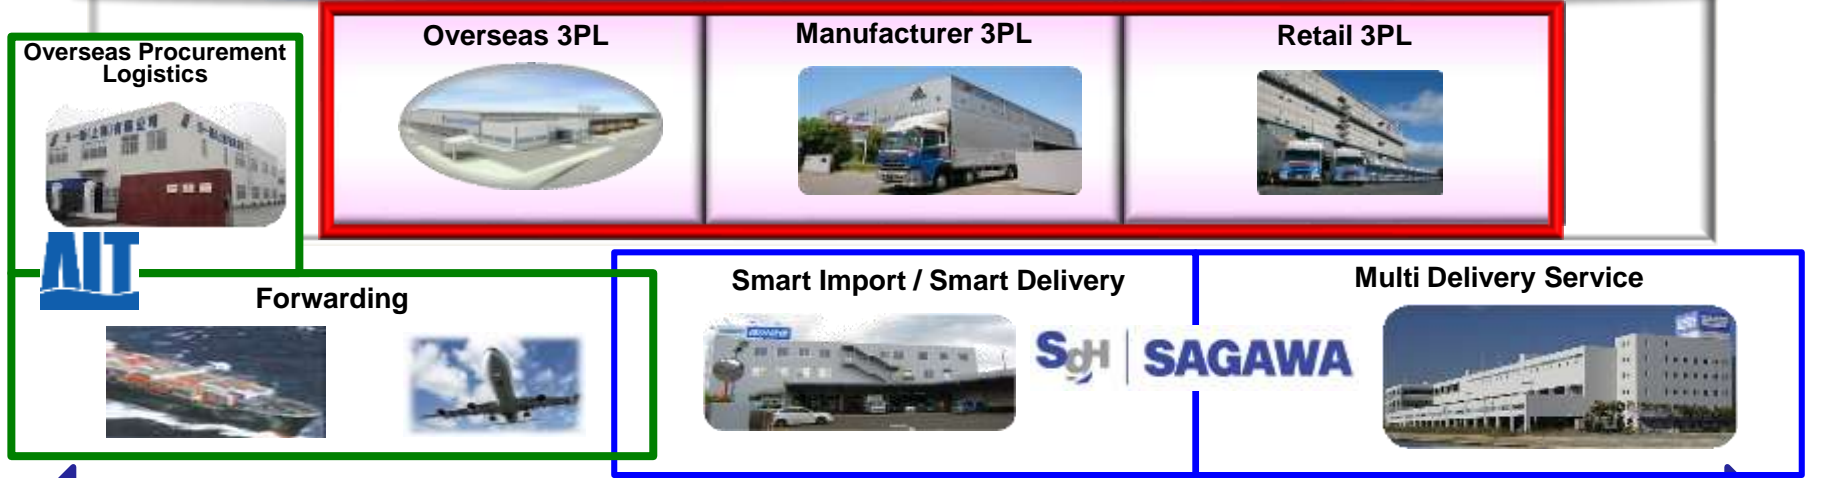 Overseas Procurement
Logistics
Overseas 3PL
Manufacturer 3PL
Retail 3PL
AIT
Forwarding
Smart Import / Smart Delivery
SGH
SAGAWA
Multi Delivery Service